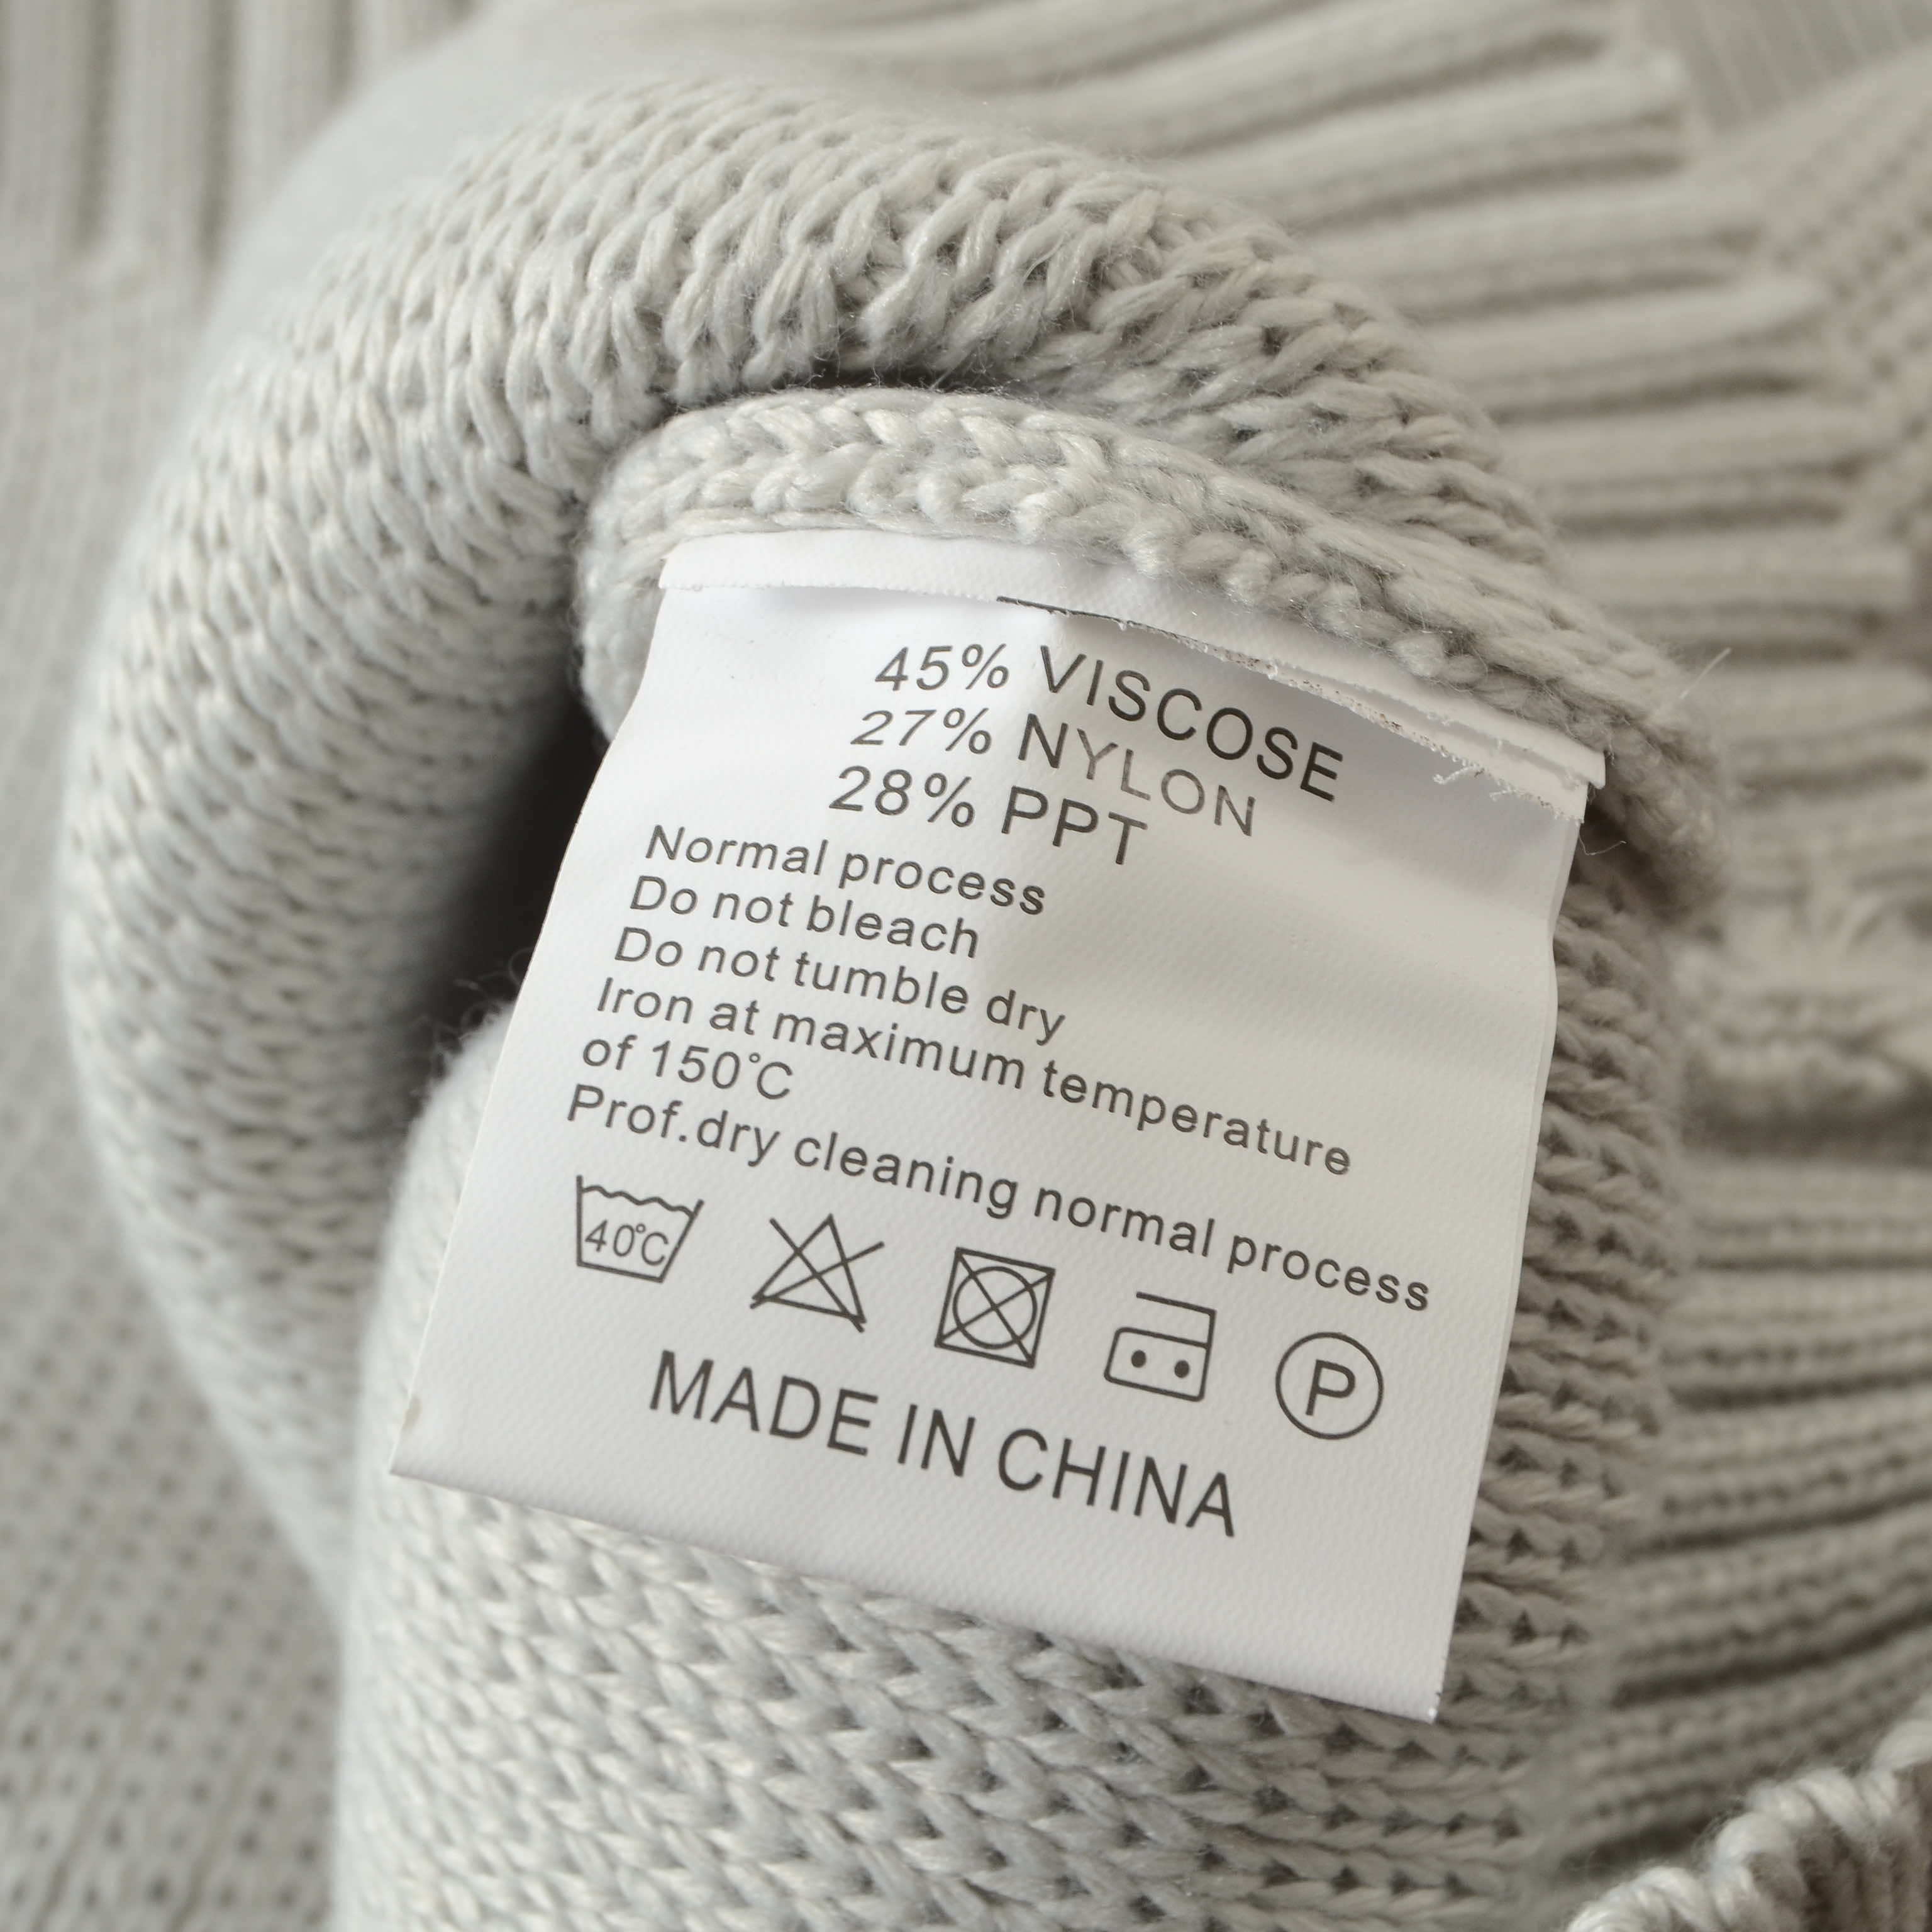 45% VISCOSE
27% NYLON
28% PPT
Normal process
Do not bleach
Do not tumble dry
Iron at maximum temperature
of 150°C
Prof.dry cleaning normal process
40°C P
MADE IN CHINA